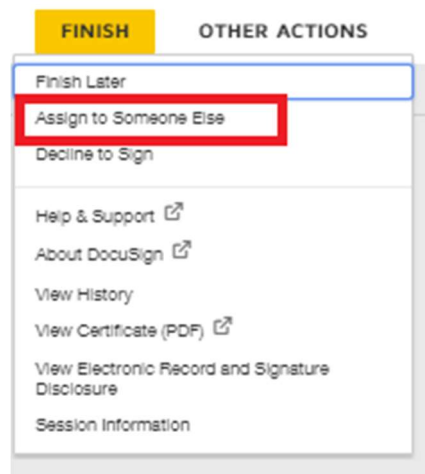 FINISH OTHER ACTIONS
Finish Later
Assign to Someone Else
Decline to Sign
Help & Support
About DocuSign
View History
View Certificate (PDF)
View Electronic Record and Signature
Disclosure
Session Information